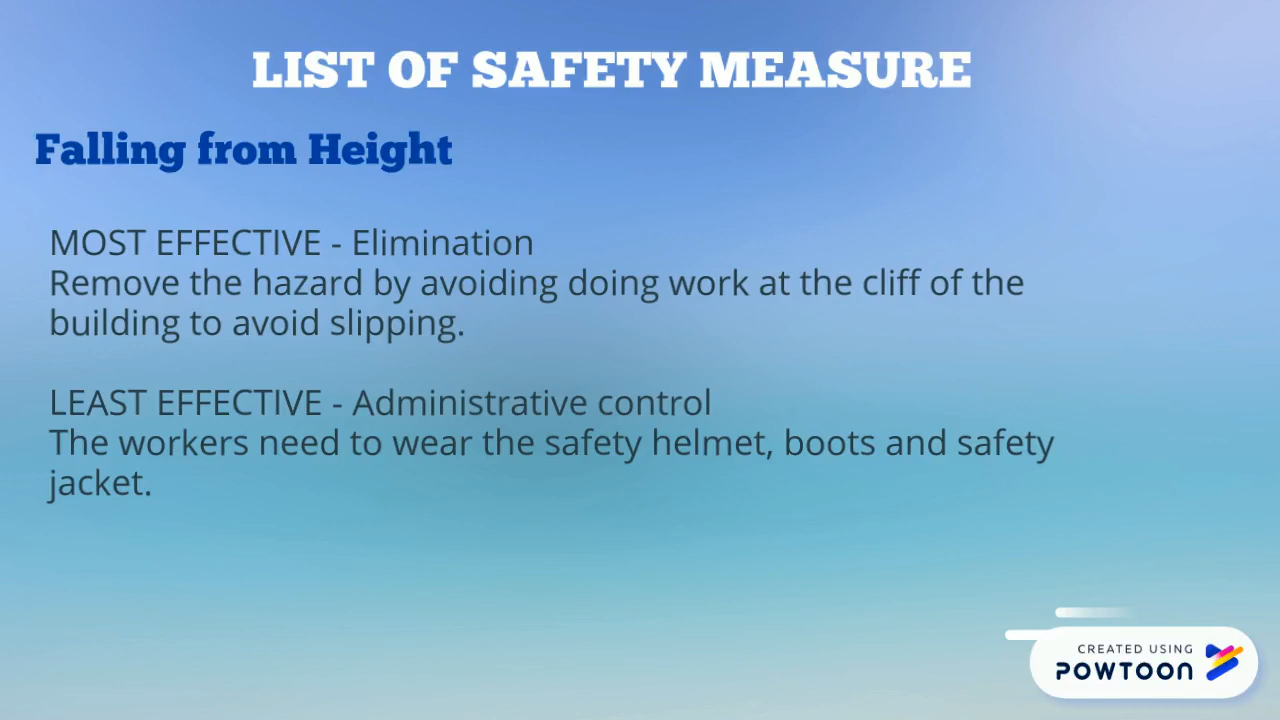 LIST OF SAFETY MEASURE
Falling from Height
MOST EFFECTIVE - Elimination
Remove the hazard by avoiding doing work at the cliff of the
building to avoid slipping.
LEAST EFFECTIVE - Administrative control
The workers need to wear the safety helmet, boots and safety
jacket.
CREATED USING
POWTOON